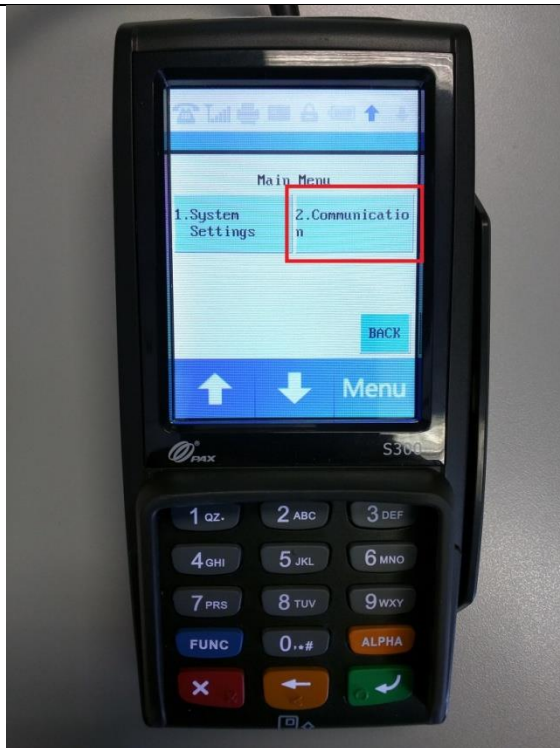 Main Menu
1.System
Settings
2.Communicatio
n
BACK
Menu
PAX
S300
1 QZ.
2 ABC
3 DEF
4 GHI
5 JKL
6 MNO
7 PRS
8 TUV
9 WXY
FUNC
0,*#
ALPHA